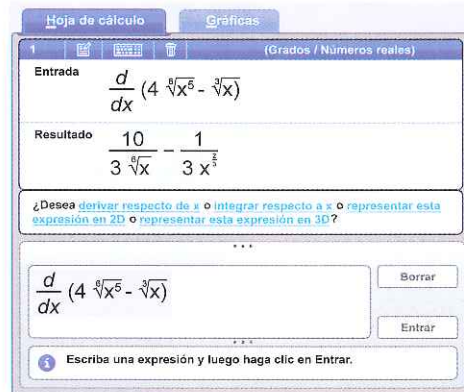 Hoja de cálculo
Gráficas
1 (Grados / Números reales)
Entrada d/dx (4 ⁶√x⁵ - ³√x)
Resultado 10/(3 ⁶√x) - 1/(3 x^(2/3))
¿Desea derivar respecto de x o integrar respecto a x o representar esta
expresión en 2D o representar esta expresión en 3D?
d/dx (4 ⁶√x⁵ - ³√x)
Borrar
Entrar
Escriba una expresión y luego haga clic en Entrar.